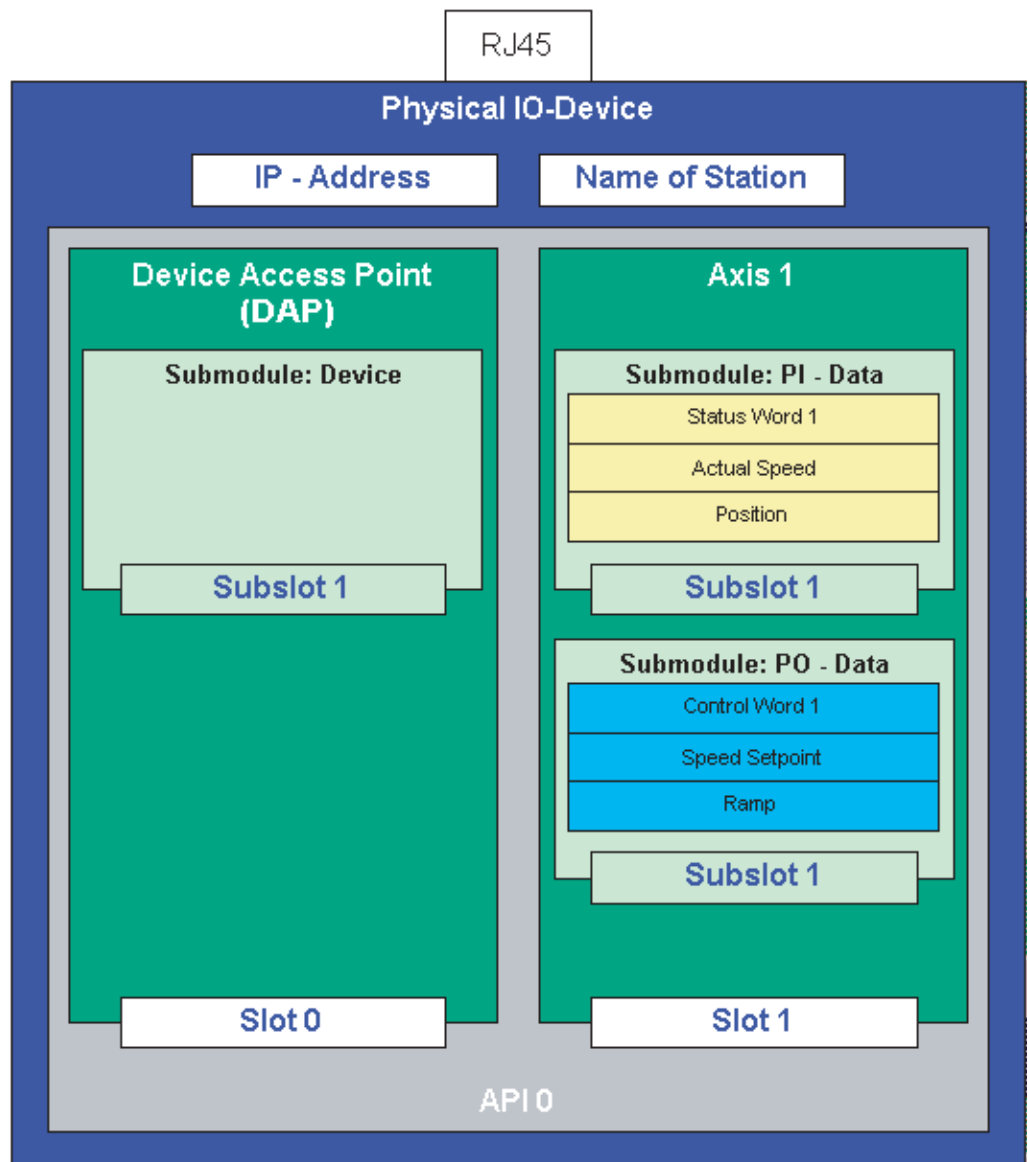 RJ45
Physical IO-Device
IP - Address
Name of Station
Device Access Point
(DAP)
Submodule: Device
Subslot 1
Slot 0
Axis 1
Submodule: PI - Data
Status Word 1
Actual Speed
Position
Subslot 1
Submodule: PO - Data
Control Word 1
Speed Setpoint
Ramp
Subslot 1
Slot 1
API 0